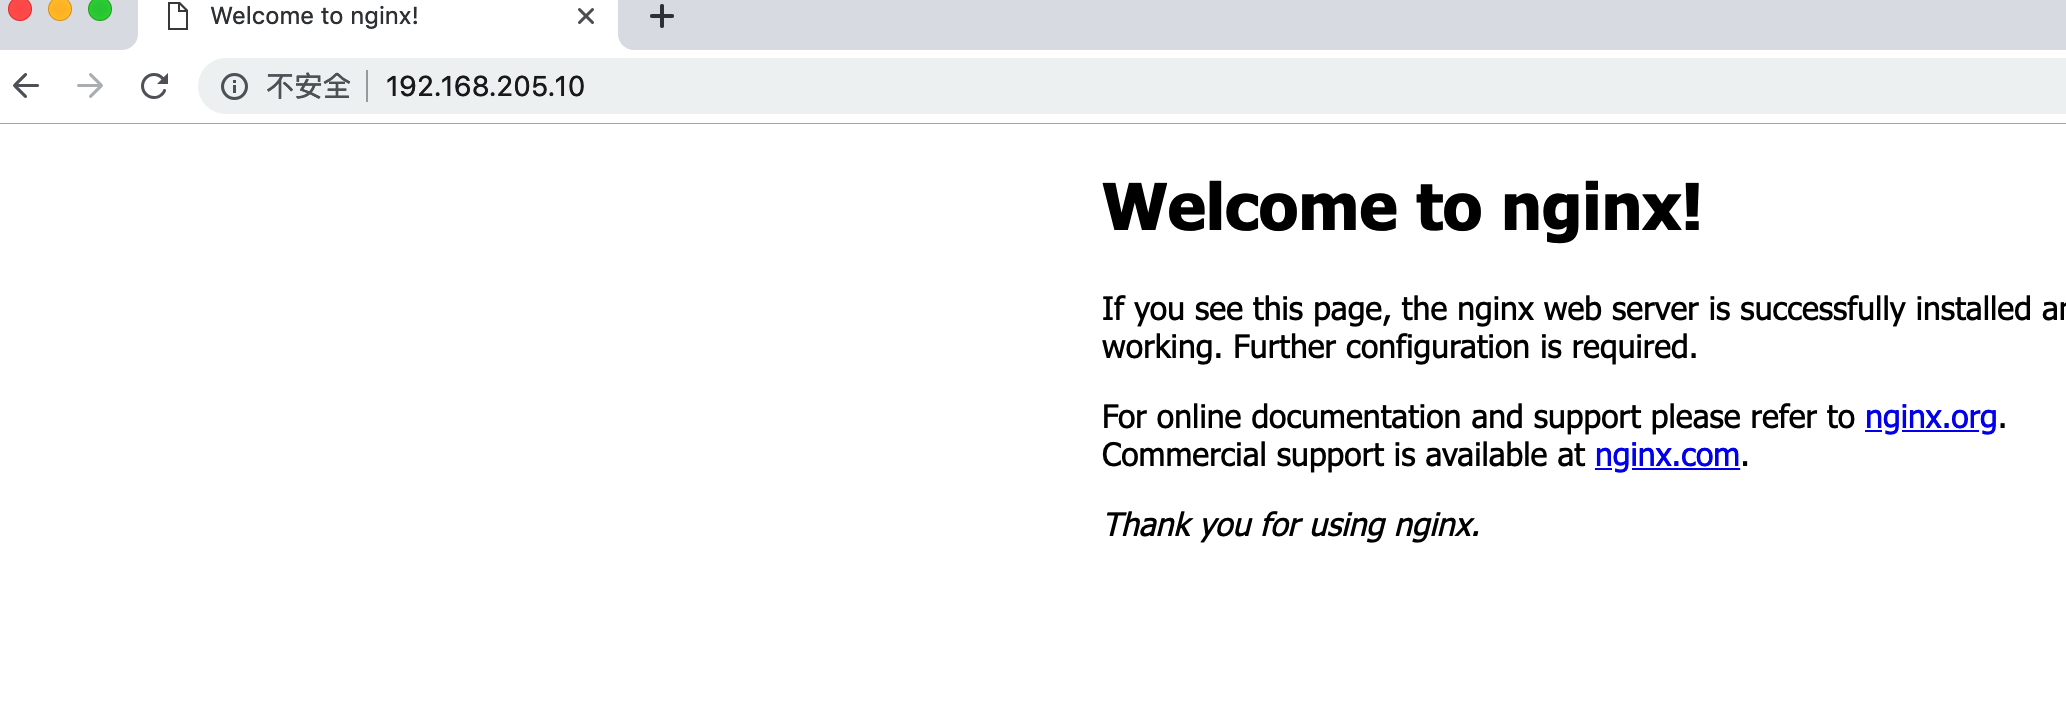 Welcome to nginx!
不安全 192.168.205.10
Welcome to nginx!
If you see this page, the nginx web server is successfully installed
working. Further configuration is required.
For online documentation and support please refer to nginx.org.
Commercial support is available at nginx.com.
Thank you for using nginx.